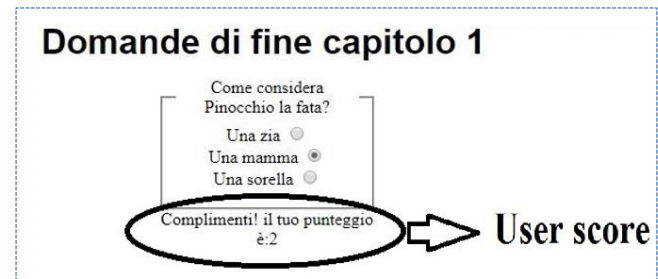 Domande di fine capitolo 1
Come considera
Pinocchio la fata?
Una zia
Una mamma
Una sorella
Complimenti! il tuo punteggio
è:2
User score